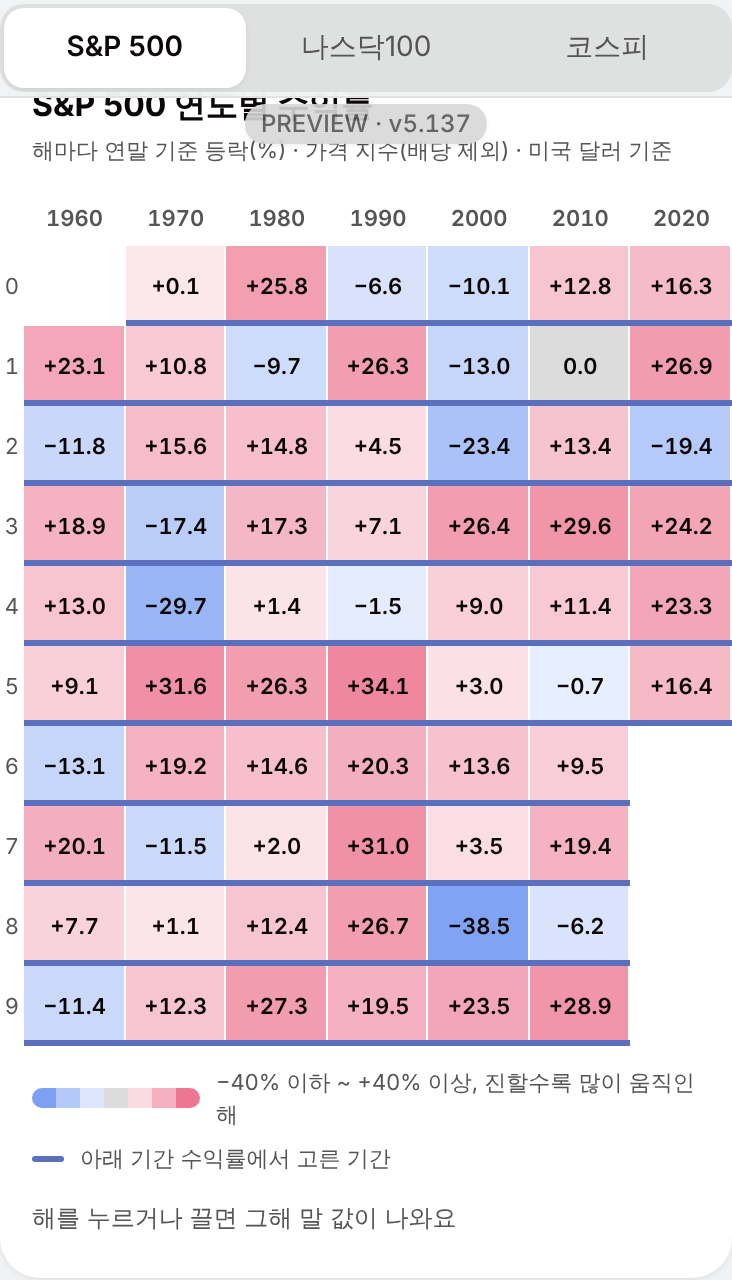 S&P 500 나스닥100 코스피
S&P 500 연도별 수익률
PREVIEW · v5.137
해마다 연말 기준 등락(%) · 가격 지수(배당 제외) · 미국 달러 기준
1960 1970 1980 1990 2000 2010 2020
0 +0.1 +25.8 −6.6 −10.1 +12.8 +16.3
1 +23.1 +10.8 −9.7 +26.3 −13.0 0.0 +26.9
2 −11.8 +15.6 +14.8 +4.5 −23.4 +13.4 −19.4
3 +18.9 −17.4 +17.3 +7.1 +26.4 +29.6 +24.2
4 +13.0 −29.7 +1.4 −1.5 +9.0 +11.4 +23.3
5 +9.1 +31.6 +26.3 +34.1 +3.0 −0.7 +16.4
6 −13.1 +19.2 +14.6 +20.3 +13.6 +9.5
7 +20.1 −11.5 +2.0 +31.0 +3.5 +19.4
8 +7.7 +1.1 +12.4 +26.7 −38.5 −6.2
9 −11.4 +12.3 +27.3 +19.5 +23.5 +28.9
−40% 이하 ~ +40% 이상, 진할수록 많이 움직인
해
아래 기간 수익률에서 고른 기간
해를 누르거나 끌면 그해 말 값이 나와요